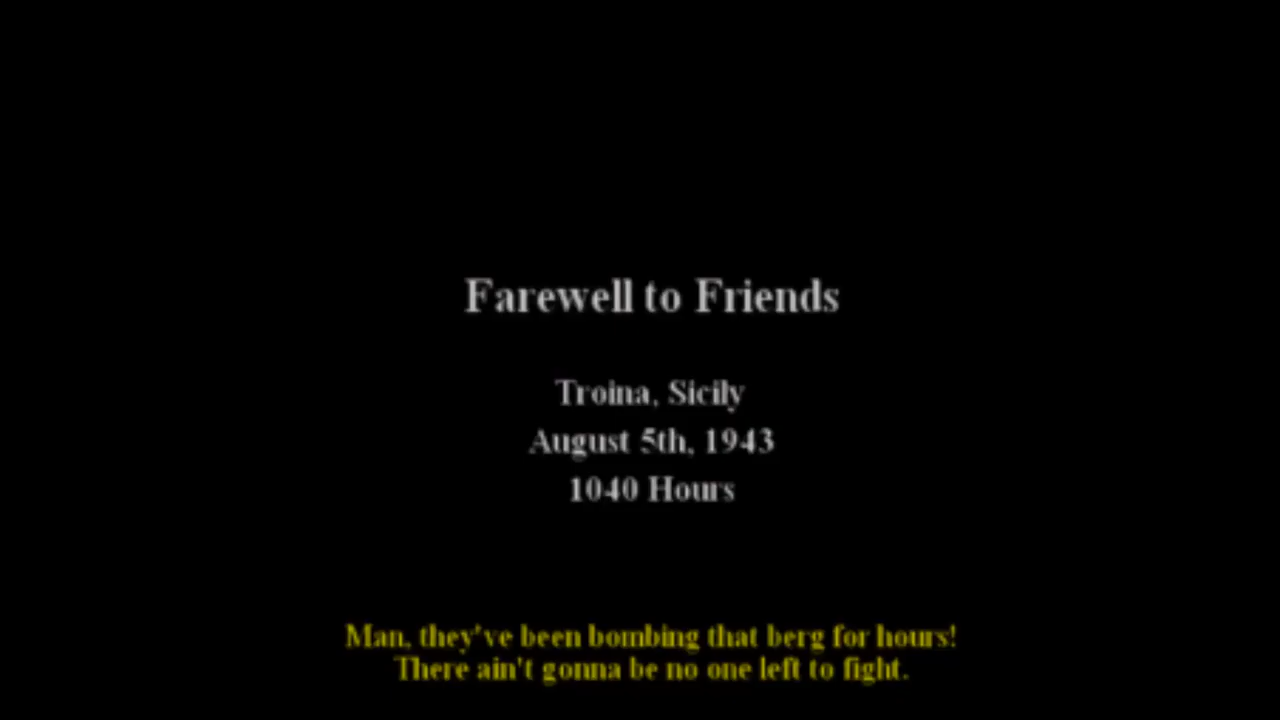 Farewell to Friends
Troina, Sicily
August 5th, 1943
1040 Hours
Man, they've been bombing that berg for hours!
There ain't gonna be no one left to fight.